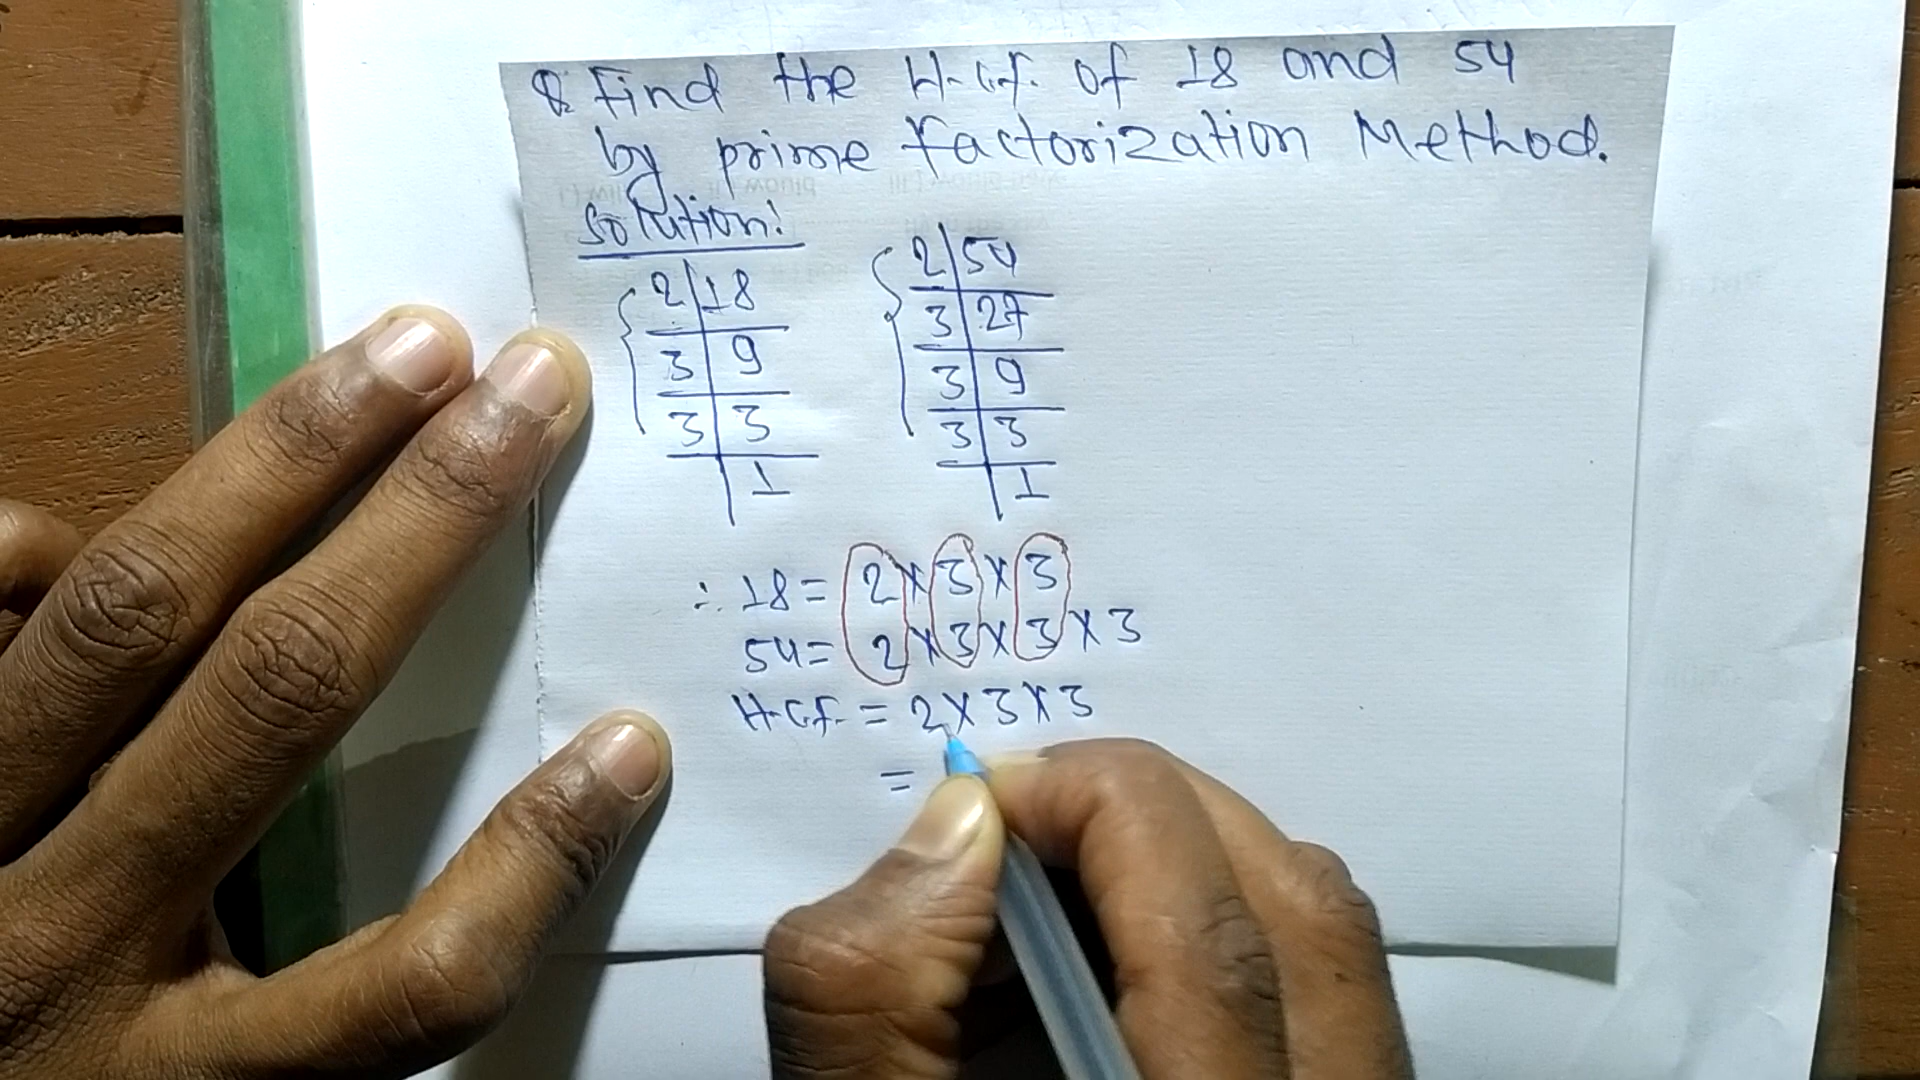 Q. Find the H.C.F. of 18 and 54
by prime Factorization Method.
Solution:
2 | 18
3 | 9
3 | 3
1
2 | 54
3 | 27
3 | 9
3 | 3
1
∴ 18 = 2 × 3 × 3
54 = 2 × 3 × 3 × 3
H.C.F. = 2 × 3 × 3
=